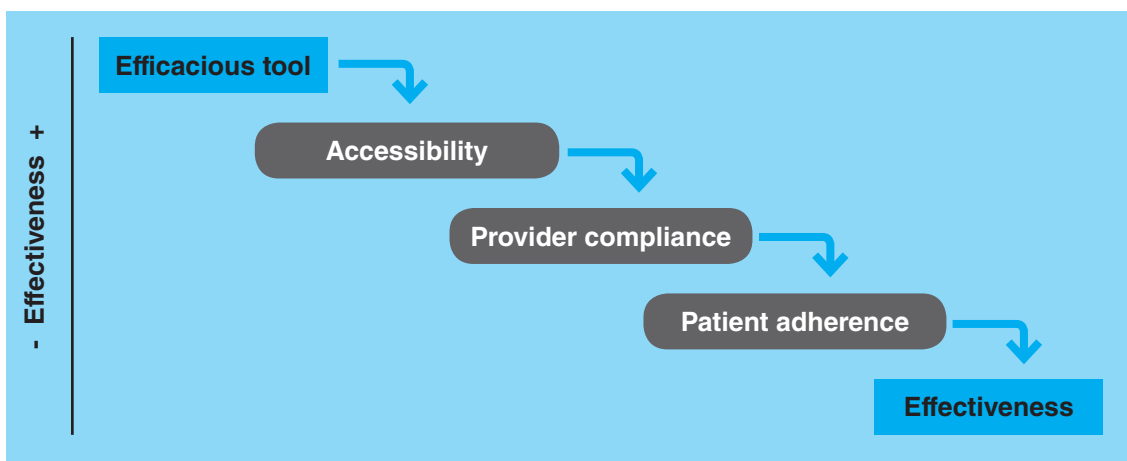 Efficacious tool
Accessibility
Provider compliance
Patient adherence
Effectiveness
- Effectiveness +